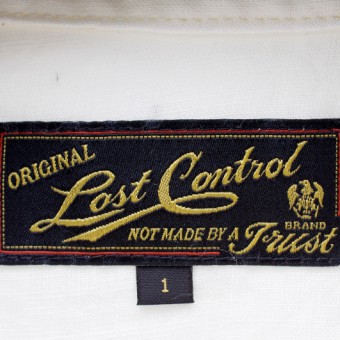 ORIGINAL
Lost Control
NOT MADE BY A Trust
BRAND
1